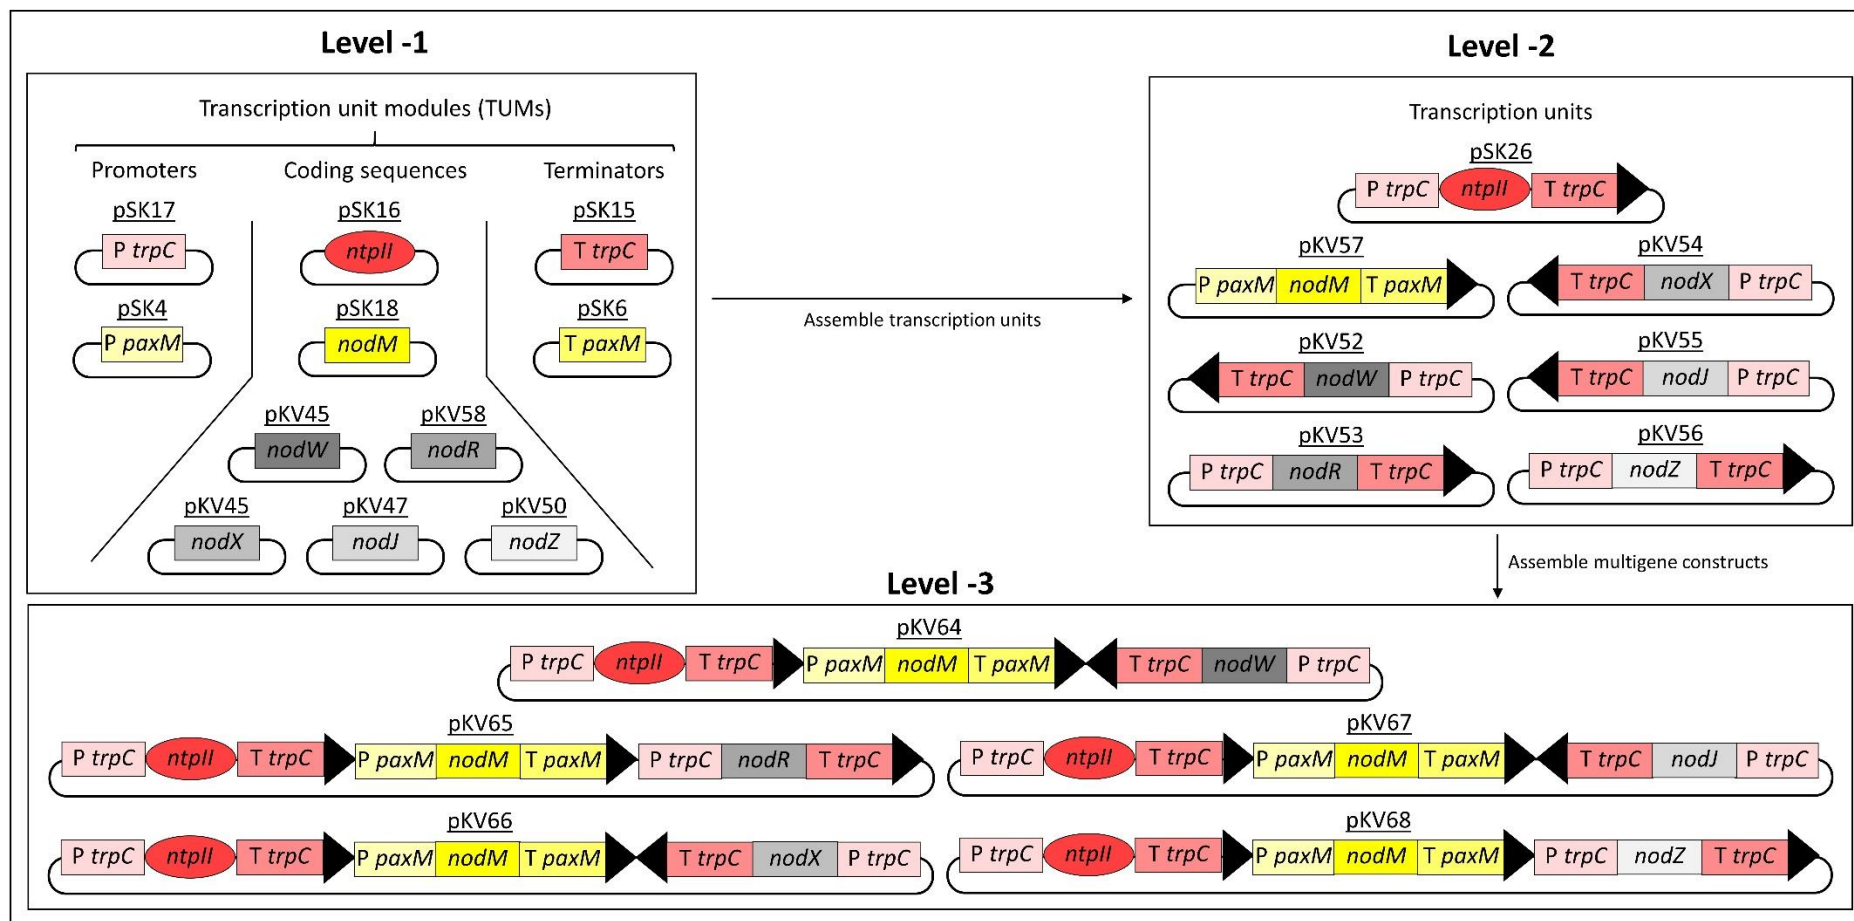 Level -1
Transcription unit modules (TUMs)
Promoters Coding sequences Terminators
pSK17 pSK16 pSK15
P trpC ntpII T trpC
pSK4 pSK18 pSK6
P paxM nodM T paxM
pKV45 pKV58
nodW nodR
pKV45 pKV47 pKV50
nodX nodJ nodZ
Assemble transcription units
Level -2
Transcription units
pSK26
P trpC ntpII T trpC
pKV57 pKV54
P paxM nodM T paxM T trpC nodX P trpC
pKV52 pKV55
T trpC nodW P trpC T trpC nodJ P trpC
pKV53 pKV56
P trpC nodR T trpC P trpC nodZ T trpC
Assemble multigene constructs
Level -3
pKV64
P trpC ntpII T trpC P paxM nodM T paxM T trpC nodW P trpC
pKV65 pKV67
P trpC ntpII T trpC P paxM nodM T paxM P trpC nodR T trpC P trpC ntpII T trpC P paxM nodM T paxM T trpC nodJ P trpC
pKV66 pKV68
P trpC ntpII T trpC P paxM nodM T paxM T trpC nodX P trpC P trpC ntpII T trpC P paxM nodM T paxM P trpC nodZ T trpC